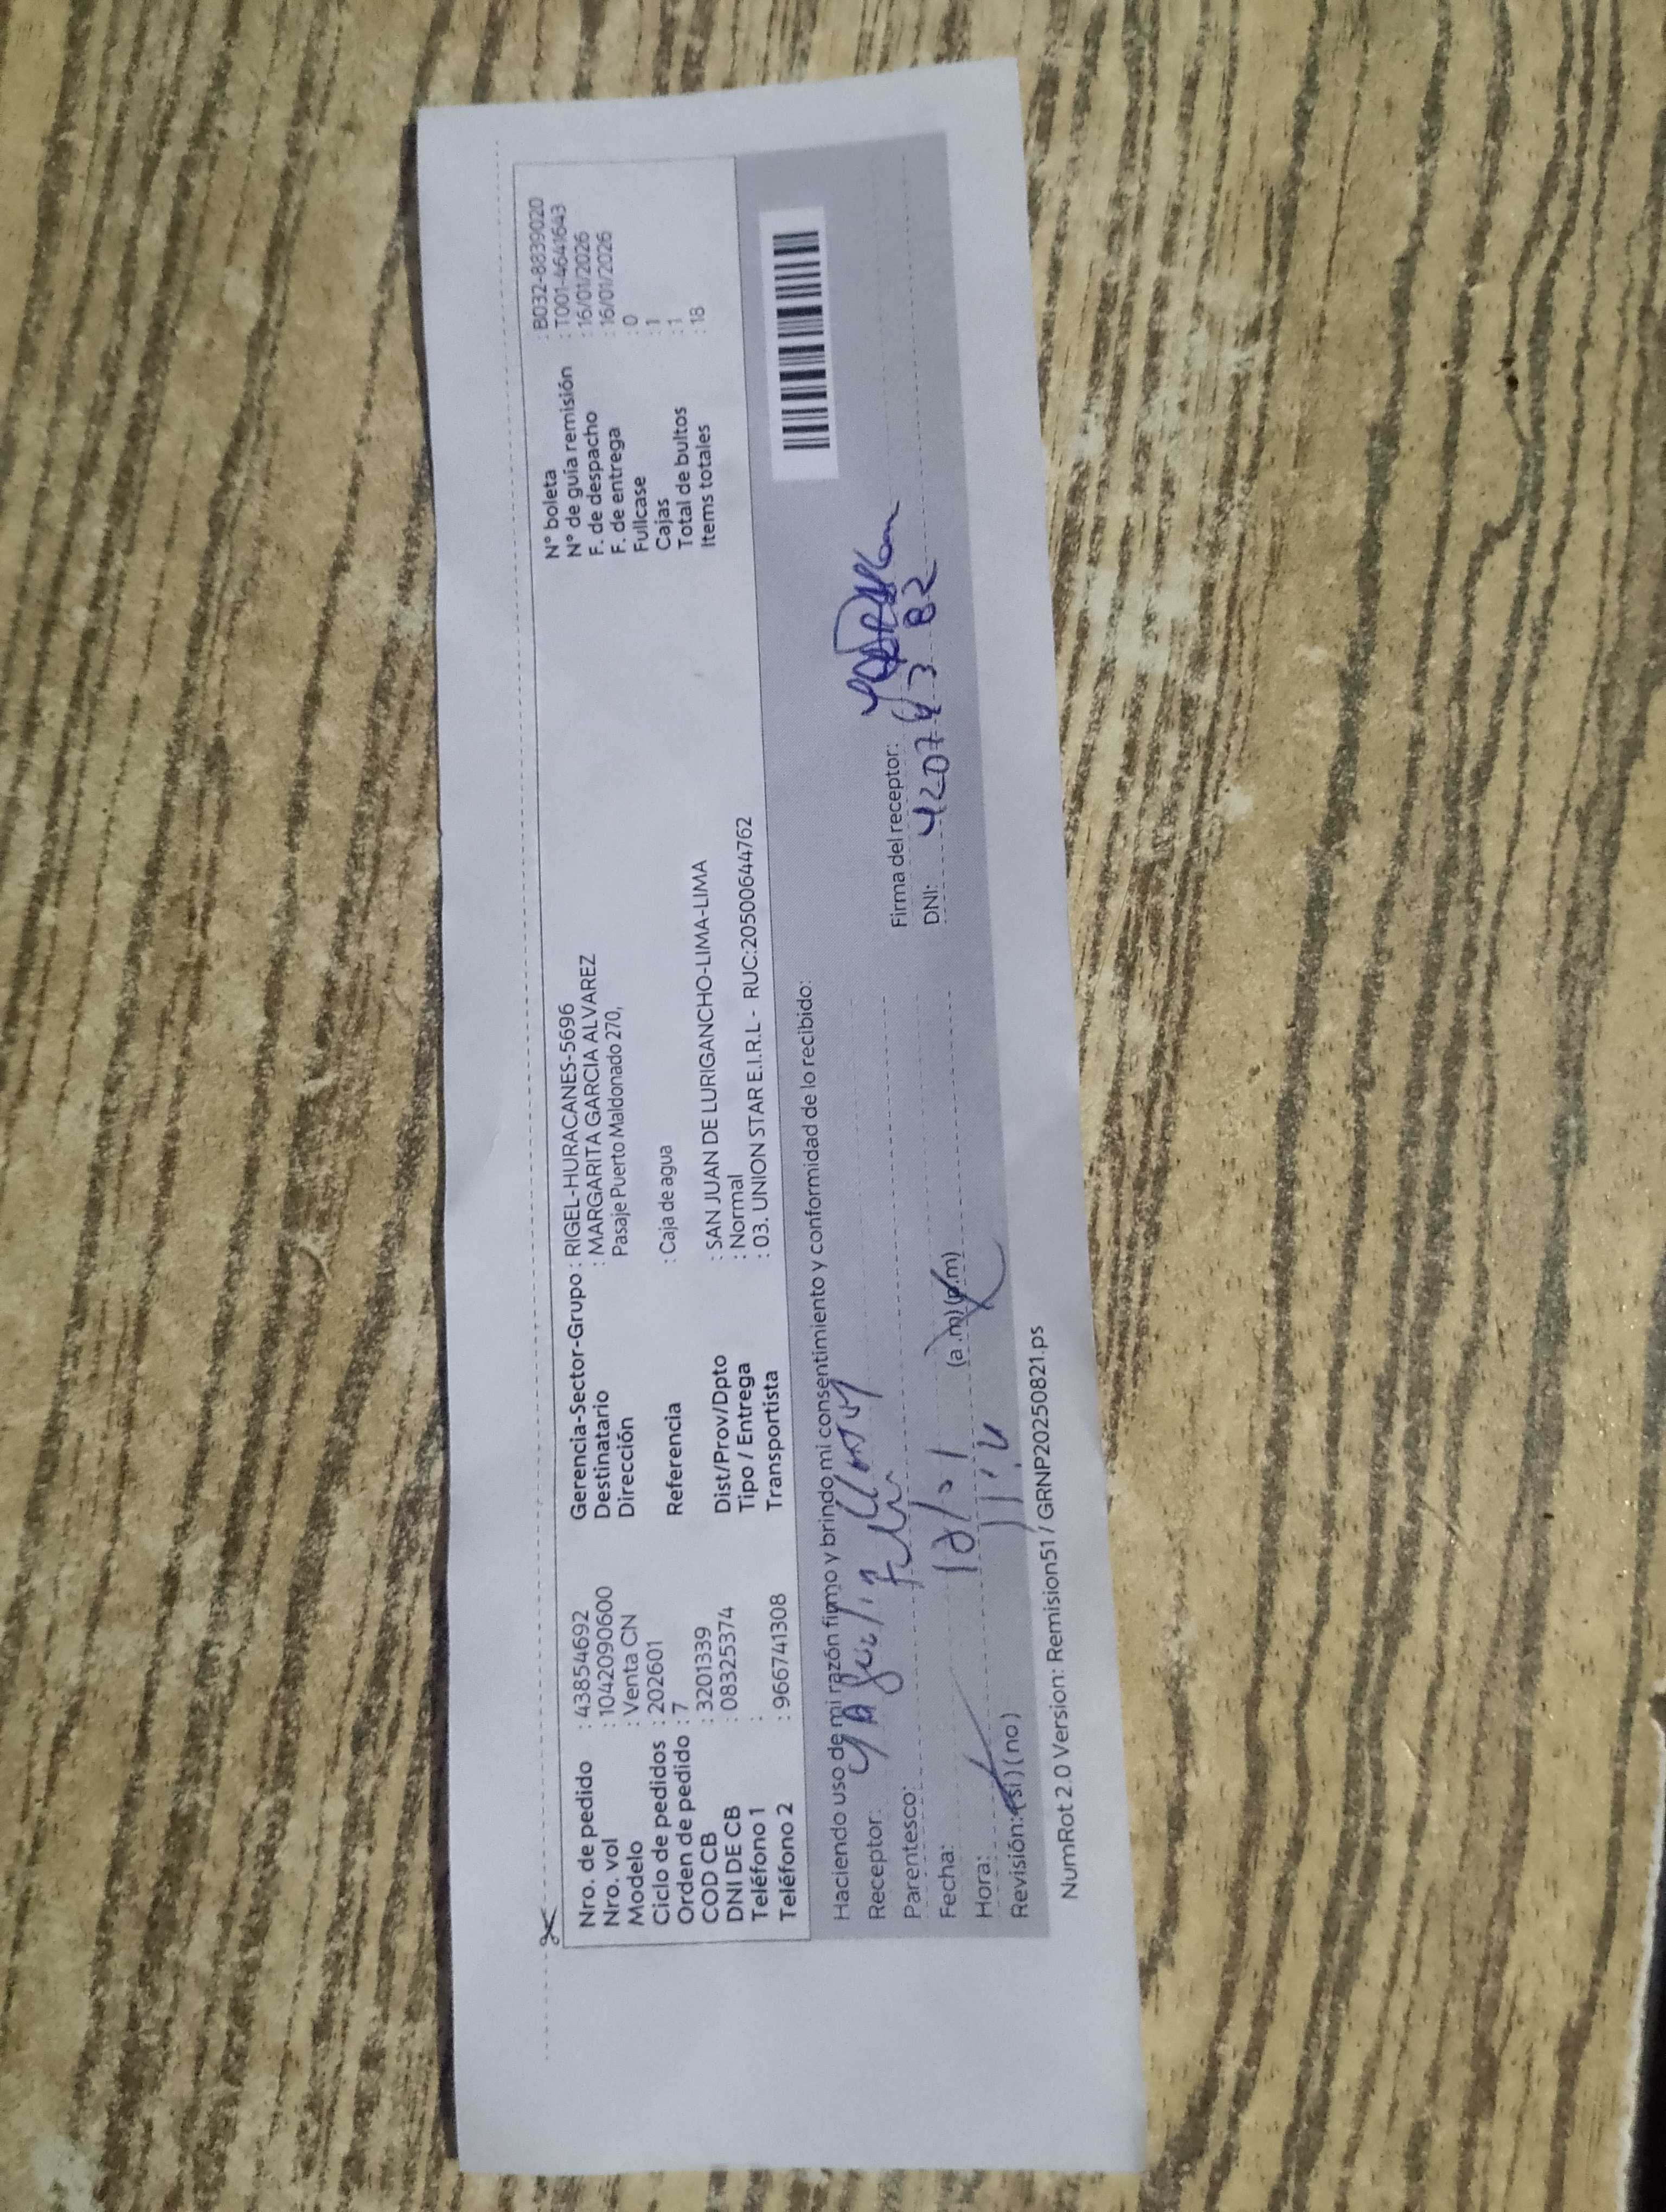 Nro. de pedido : 43854692
Nro. vol : 1042090600
Modelo : Venta CN
Ciclo de pedidos : 202601
Orden de pedido : 7
COD CB : 3201339
DNI DE CB : 08325374
Teléfono 1 :
Teléfono 2 : 966741308
Gerencia-Sector-Grupo : RIGEL-HURACANES-5696
Destinatario : MARGARITA GARCIA ALVAREZ
Dirección Pasaje Puerto Maldonado 270,
Referencia : Caja de agua
Dist/Prov/Dpto : SAN JUAN DE LURIGANCHO-LIMA-LIMA
Tipo / Entrega : Normal
Transportista : 03. UNION STAR E.I.R.L - RUC:20500644762
N° boleta : B032-8839020
N° de guía remisión : T001-4641643
F. de despacho : 16/01/2026
F. de entrega : 16/01/2026
Fullcase : 0
Cajas : 1
Total de bultos : 1
Items totales : 18
Haciendo uso de mi razón firmo y brindo mi consentimiento y conformidad de lo recibido:
Receptor:
Parentesco:
Fecha:
Hora: (a.m) (p.m)
Revisión: (si) (no)
Firma del receptor:
DNI:
NumRot 2.0 Version: Remision51 / GRNP20250821.ps